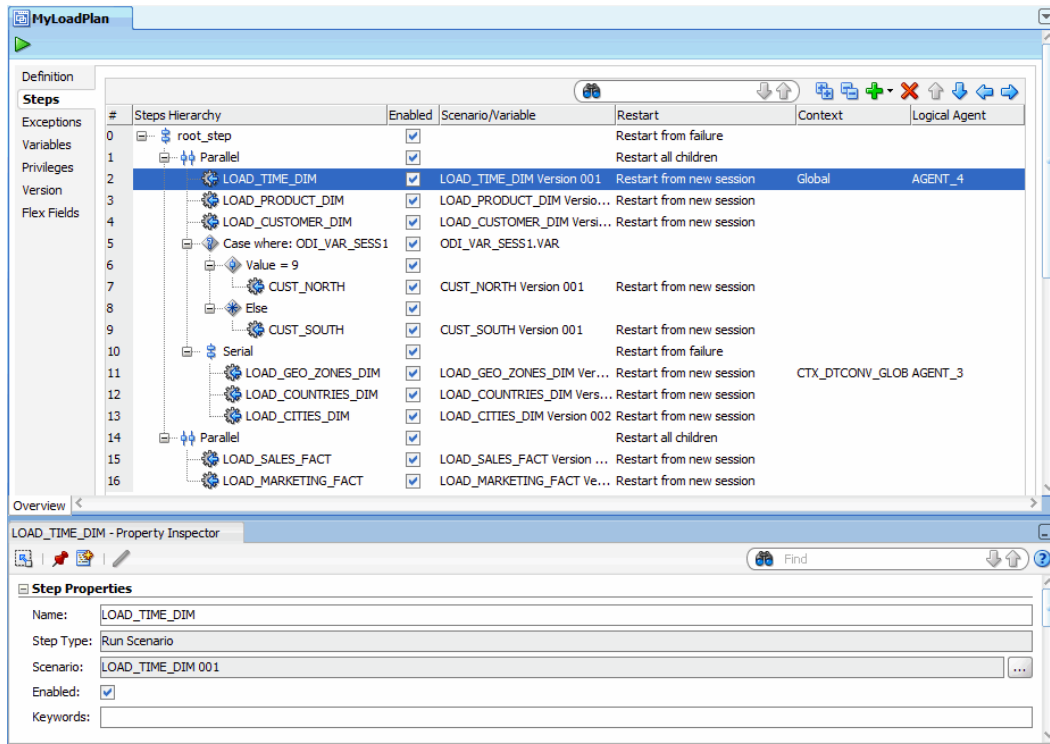 MyLoadPlan
Definition
Steps
Exceptions
Variables
Privileges
Version
Flex Fields
# Steps Hierarchy Enabled Scenario/Variable Restart Context Logical Agent
0 root_step Restart from failure
1 Parallel Restart all children
2 LOAD_TIME_DIM LOAD_TIME_DIM Version 001 Restart from new session Global AGENT_4
3 LOAD_PRODUCT_DIM LOAD_PRODUCT_DIM Versio... Restart from new session
4 LOAD_CUSTOMER_DIM LOAD_CUSTOMER_DIM Versi... Restart from new session
5 Case where: ODI_VAR_SESS1 ODI_VAR_SESS1.VAR
6 Value = 9
7 CUST_NORTH CUST_NORTH Version 001 Restart from new session
8 Else
9 CUST_SOUTH CUST_SOUTH Version 001 Restart from new session
10 Serial Restart from failure
11 LOAD_GEO_ZONES_DIM LOAD_GEO_ZONES_DIM Ver... Restart from new session CTX_DTCONV_GLOB AGENT_3
12 LOAD_COUNTRIES_DIM LOAD_COUNTRIES_DIM Vers... Restart from new session
13 LOAD_CITIES_DIM LOAD_CITIES_DIM Version 002 Restart from new session
14 Parallel Restart all children
15 LOAD_SALES_FACT LOAD_SALES_FACT Version ... Restart from new session
16 LOAD_MARKETING_FACT LOAD_MARKETING_FACT Ve... Restart from new session
Overview
LOAD_TIME_DIM - Property Inspector
Find
Step Properties
Name: LOAD_TIME_DIM
Step Type: Run Scenario
Scenario: LOAD_TIME_DIM 001 ...
Enabled:
Keywords: